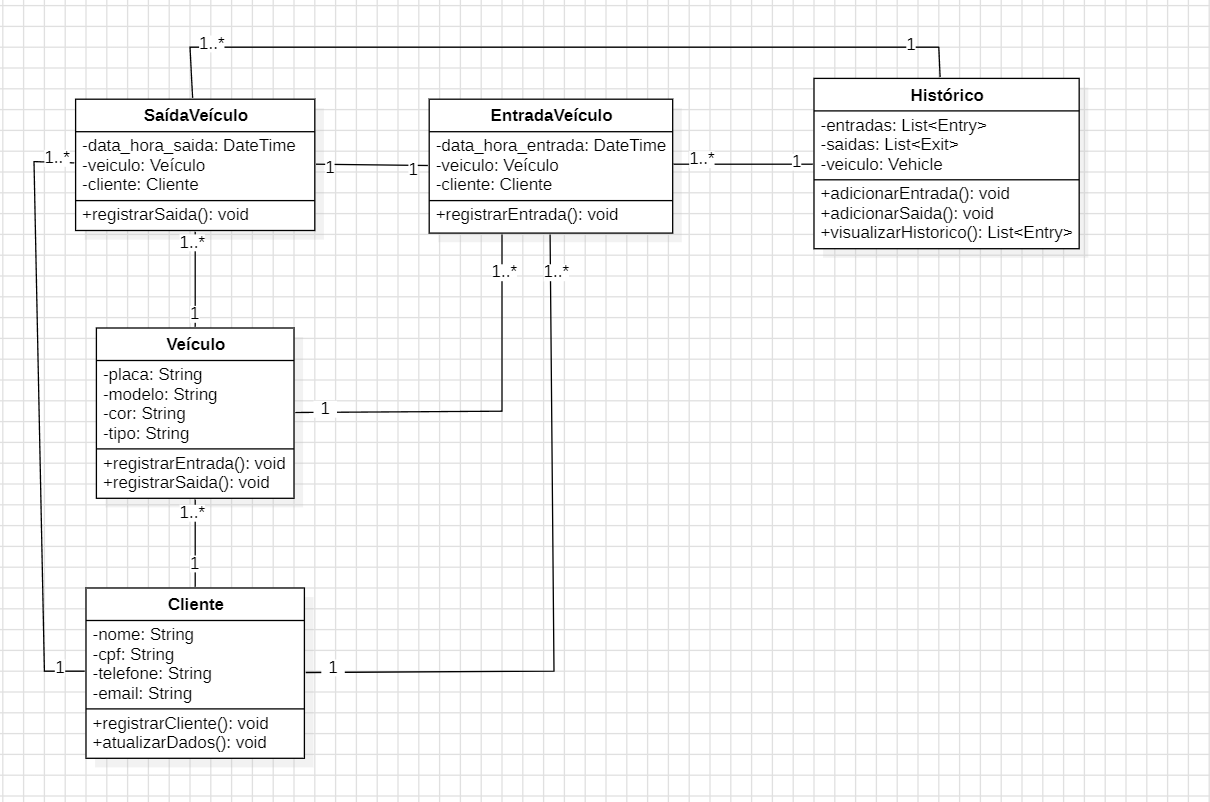 1..*
1
SaídaVeículo
-data_hora_saida: DateTime
-veiculo: Veículo
-cliente: Cliente
+registrarSaida(): void
EntradaVeículo
-data_hora_entrada: DateTime
-veiculo: Veículo
-cliente: Cliente
+registrarEntrada(): void
Histórico
-entradas: List<Entry>
-saidas: List<Exit>
-veiculo: Vehicle
+adicionarEntrada(): void
+adicionarSaida(): void
+visualizarHistorico(): List<Entry>
1..*
1
1
1..*
1
1..*
1..*
1..*
1
Veículo
-placa: String
-modelo: String
-cor: String
-tipo: String
+registrarEntrada(): void
+registrarSaida(): void
1
1..*
1
Cliente
-nome: String
-cpf: String
-telefone: String
-email: String
+registrarCliente(): void
+atualizarDados(): void
1
1